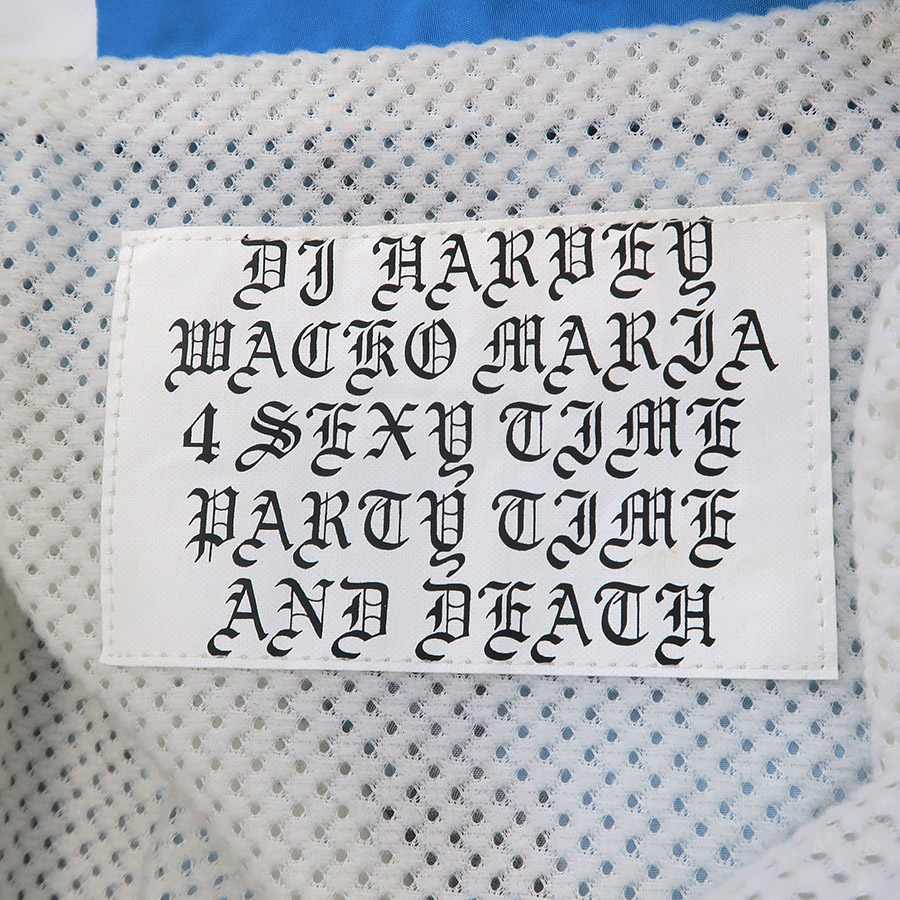 DJ HARVEY
WACKO MARIA
4 SEXY TIME
PARTY TIME
AND DEATH